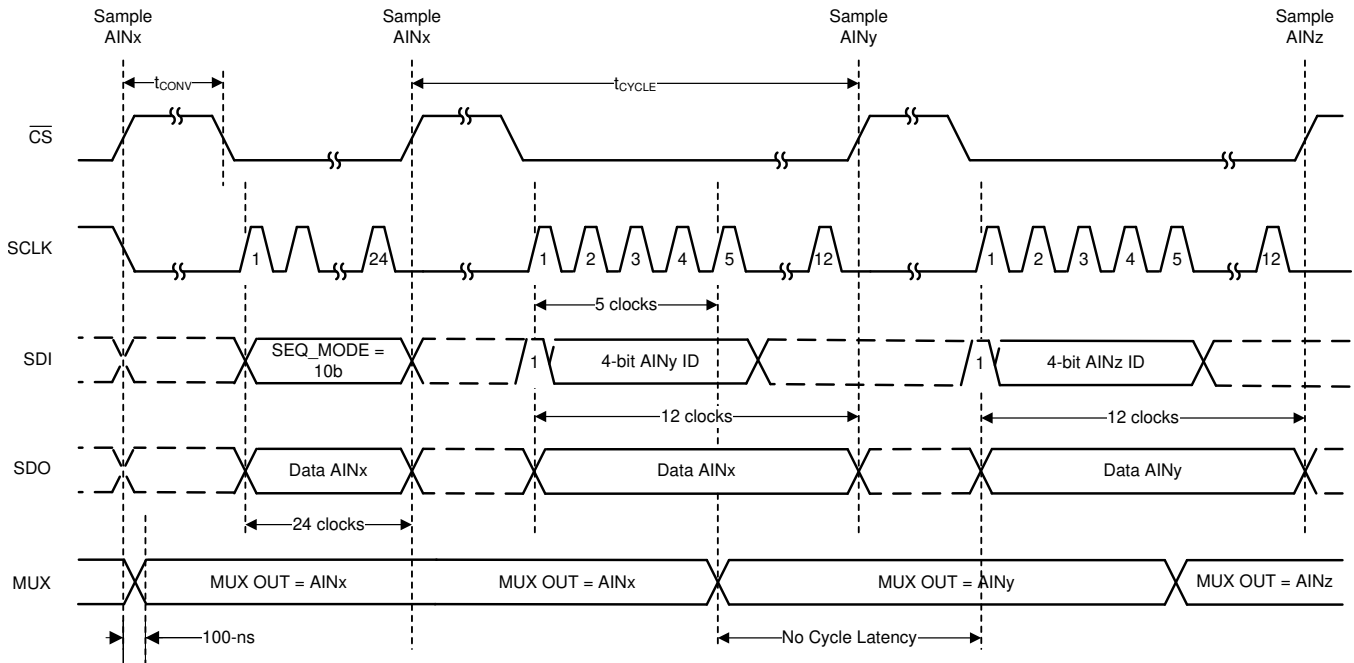 Sample
AINx
Sample
AINx
Sample
AINy
Sample
AINz
tCONV
tCYCLE
CS
SCLK
1
24
1
2
3
4
5
12
1
2
3
4
5
12
5 clocks
SDI
SEQ_MODE =
10b
1
4-bit AINy ID
1
4-bit AINz ID
12 clocks
12 clocks
SDO
Data AINx
Data AINx
Data AINy
24 clocks
MUX
MUX OUT = AINx
MUX OUT = AINx
MUX OUT = AINy
MUX OUT = AINz
100-ns
No Cycle Latency